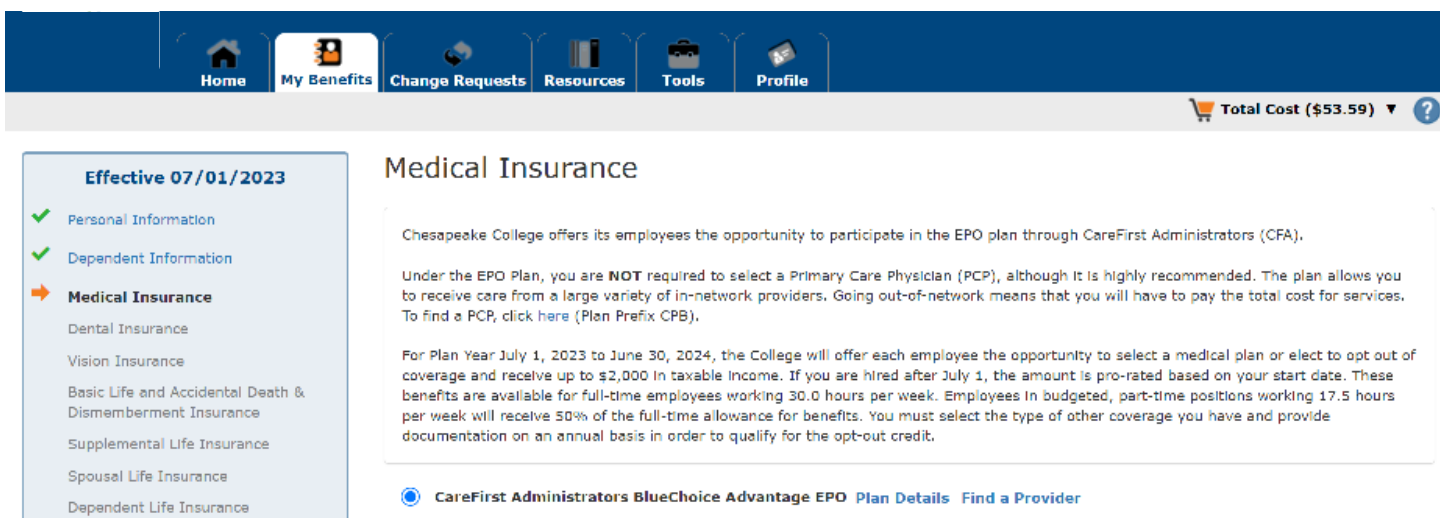 Home
My Benefits
Change Requests
Resources
Tools
Profile
Total Cost ($53.59) ▼ ?
Effective 07/01/2023
Personal Information
Dependent Information
Medical Insurance
Dental Insurance
Vision Insurance
Basic Life and Accidental Death &
Dismemberment Insurance
Supplemental Life Insurance
Spousal Life Insurance
Dependent Life Insurance
Medical Insurance
Chesapeake College offers its employees the opportunity to participate in the EPO plan through CareFirst Administrators (CFA).
Under the EPO Plan, you are NOT required to select a Primary Care Physician (PCP), although it is highly recommended. The plan allows you
to receive care from a large variety of in-network providers. Going out-of-network means that you will have to pay the total cost for services.
To find a PCP, click here (Plan Prefix CPB).
For Plan Year July 1, 2023 to June 30, 2024, the College will offer each employee the opportunity to select a medical plan or elect to opt out of
coverage and receive up to $2,000 in taxable income. If you are hired after July 1, the amount is pro-rated based on your start date. These
benefits are available for full-time employees working 30.0 hours per week. Employees in budgeted, part-time positions working 17.5 hours
per week will receive 50% of the full-time allowance for benefits. You must select the type of other coverage you have and provide
documentation on an annual basis in order to qualify for the opt-out credit.
CareFirst Administrators BlueChoice Advantage EPO Plan Details Find a Provider